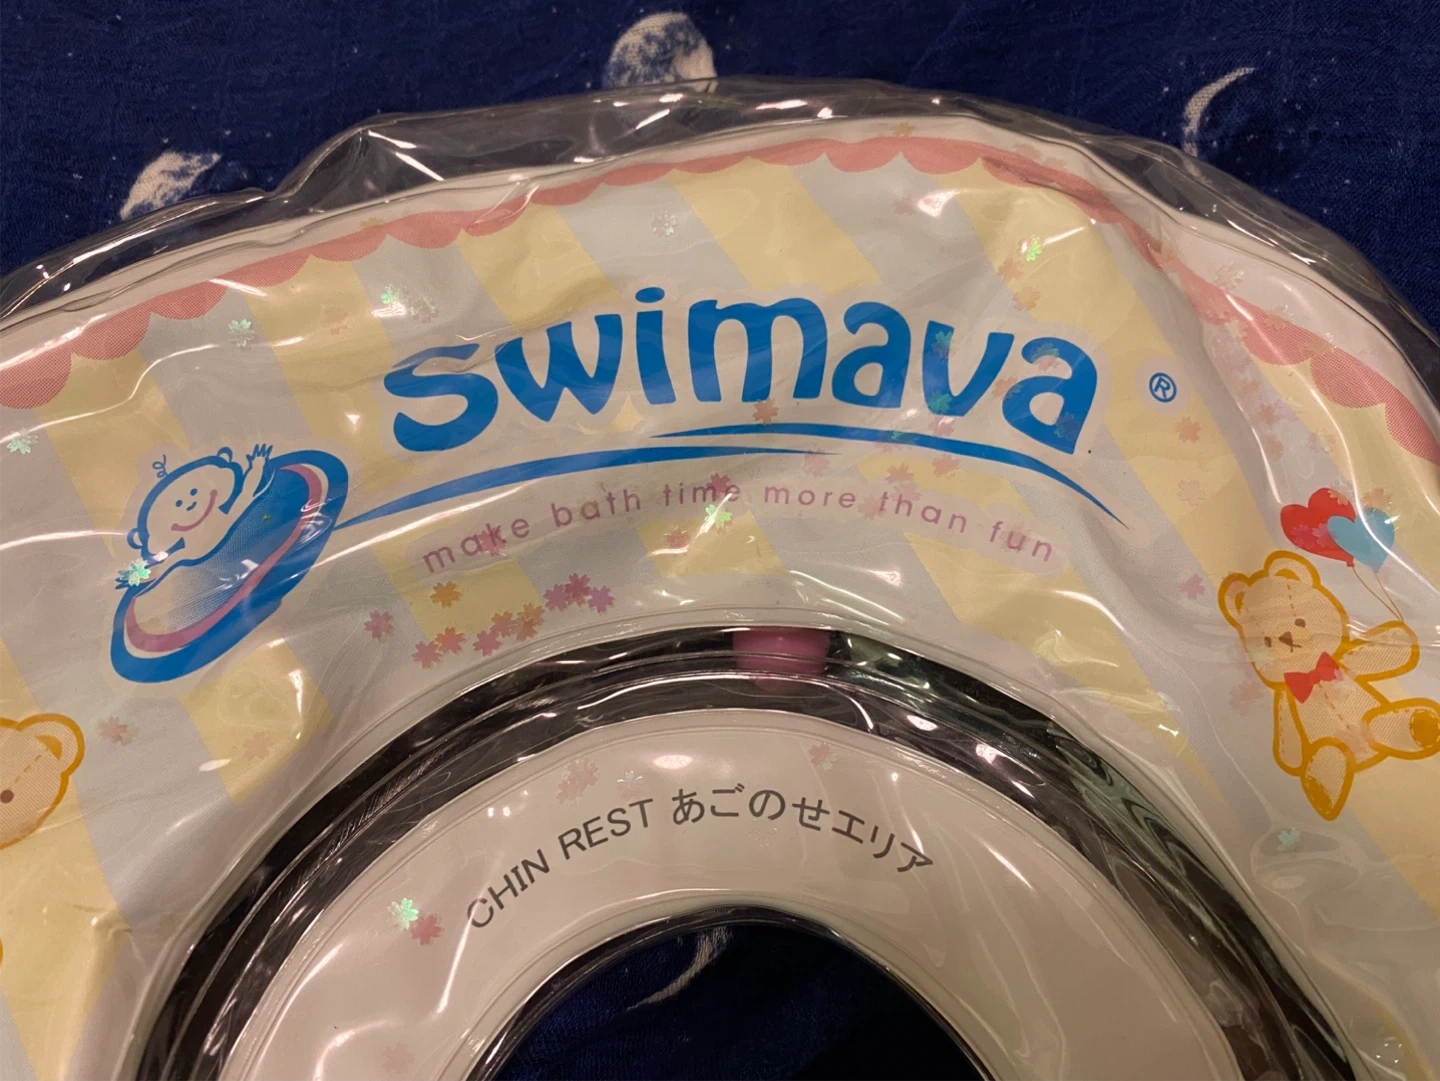 swimava ®
make bath time more than fun
CHIN REST あごのせエリア